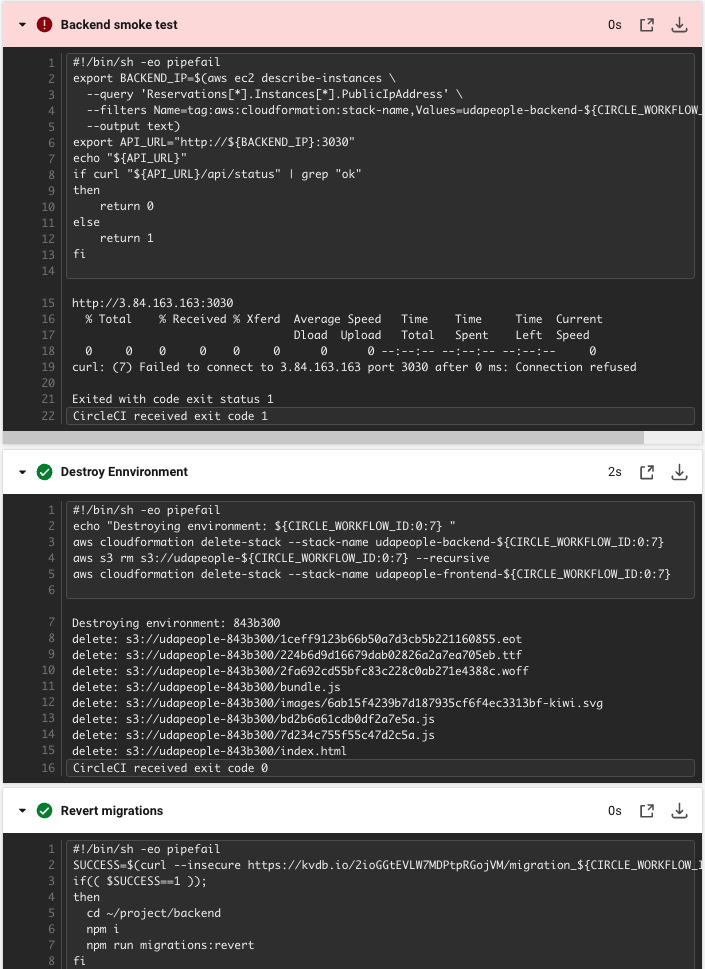 Backend smoke test 0s
1 #!/bin/sh -eo pipefail
2 export BACKEND_IP=$(aws ec2 describe-instances \
3   --query 'Reservations[*].Instances[*].PublicIpAddress' \
4   --filters Name=tag:aws:cloudformation:stack-name,Values=udapeople-backend-${CIRCLE_WORKFLOW_
5   --output text)
6 export API_URL="http://${BACKEND_IP}:3030"
7 echo "${API_URL}"
8 if curl "${API_URL}/api/status" | grep "ok"
9 then
10     return 0
11 else
12     return 1
13 fi
14
15 http://3.84.163.163:3030
16   % Total    % Received % Xferd  Average Speed   Time    Time     Time  Current
17                                  Dload  Upload   Total   Spent    Left  Speed
18   0     0    0     0    0     0      0      0 --:--:-- --:--:-- --:--:--     0
19 curl: (7) Failed to connect to 3.84.163.163 port 3030 after 0 ms: Connection refused
20
21 Exited with code exit status 1
22 CircleCI received exit code 1
Destroy Ennvironment 2s
1 #!/bin/sh -eo pipefail
2 echo "Destroying environment: ${CIRCLE_WORKFLOW_ID:0:7} "
3 aws cloudformation delete-stack --stack-name udapeople-backend-${CIRCLE_WORKFLOW_ID:0:7}
4 aws s3 rm s3://udapeople-${CIRCLE_WORKFLOW_ID:0:7} --recursive
5 aws cloudformation delete-stack --stack-name udapeople-frontend-${CIRCLE_WORKFLOW_ID:0:7}
6
7 Destroying environment: 843b300
8 delete: s3://udapeople-843b300/1ceff9123b66b50a7d3cb5b221160855.eot
9 delete: s3://udapeople-843b300/224b6d9d16679dab02826a2a7ea705eb.ttf
10 delete: s3://udapeople-843b300/2fa692cd55bfc83c228c0ab271e4388c.woff
11 delete: s3://udapeople-843b300/bundle.js
12 delete: s3://udapeople-843b300/images/6ab15f4239b7d187935cf6f4ec3313bf-kiwi.svg
13 delete: s3://udapeople-843b300/bd2b6a61cdb0df2a7e5a.js
14 delete: s3://udapeople-843b300/7d234c755f55c47d2c5a.js
15 delete: s3://udapeople-843b300/index.html
16 CircleCI received exit code 0
Revert migrations 0s
1 #!/bin/sh -eo pipefail
2 SUCCESS=$(curl --insecure https://kvdb.io/2ioGGtEVLW7MDPtpRGojVM/migration_${CIRCLE_WORKFLOW_I
3 if(( $SUCCESS==1 ));
4 then
5   cd ~/project/backend
6   npm i
7   npm run migrations:revert
8 fi